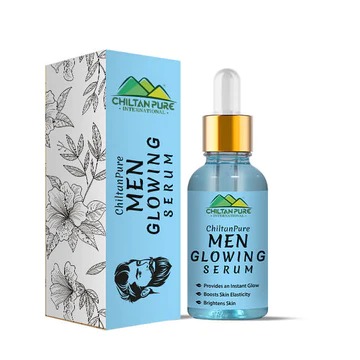 CHILTAN PURE
INTERNATIONAL
ChiltanPure
MEN
GLOWING
SERUM
CHILTAN PURE
INTERNATIONAL
ChiltanPure
MEN
GLOWING
SERUM
Provides an Instant Glow
Boosts Skin Elasticity
Brightens Skin